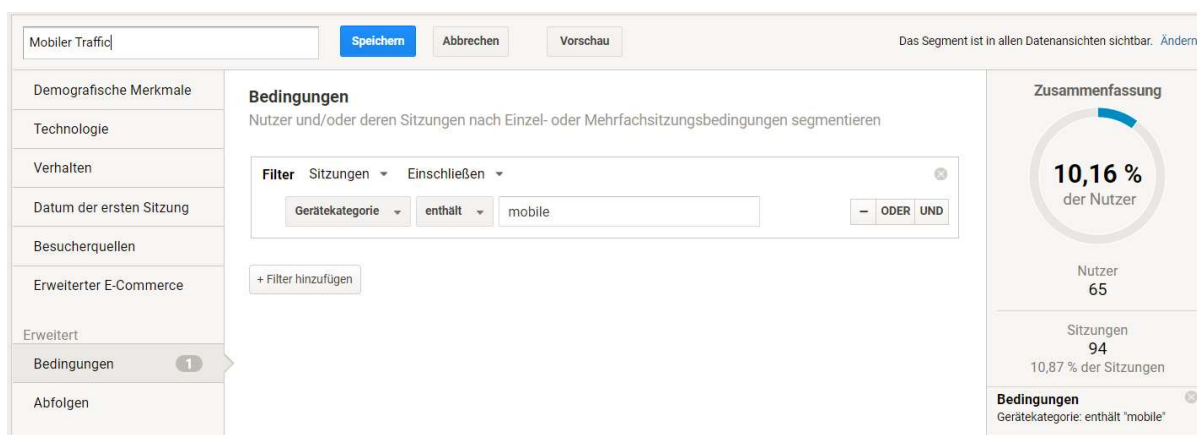 Mobiler Traffic
Speichern
Abbrechen
Vorschau
Das Segment ist in allen Datenansichten sichtbar. Ändern
Demografische Merkmale
Technologie
Verhalten
Datum der ersten Sitzung
Besucherquellen
Erweiterter E-Commerce
Erweitert
Bedingungen 1
Abfolgen
Bedingungen
Nutzer und/oder deren Sitzungen nach Einzel- oder Mehrfachsitzungsbedingungen segmentieren
Filter Sitzungen Einschließen
Gerätekategorie enthält mobile – ODER UND
+ Filter hinzufügen
Zusammenfassung
10,16 %
der Nutzer
Nutzer
65
Sitzungen
94
10,87 % der Sitzungen
Bedingungen
Gerätekategorie: enthält "mobile"